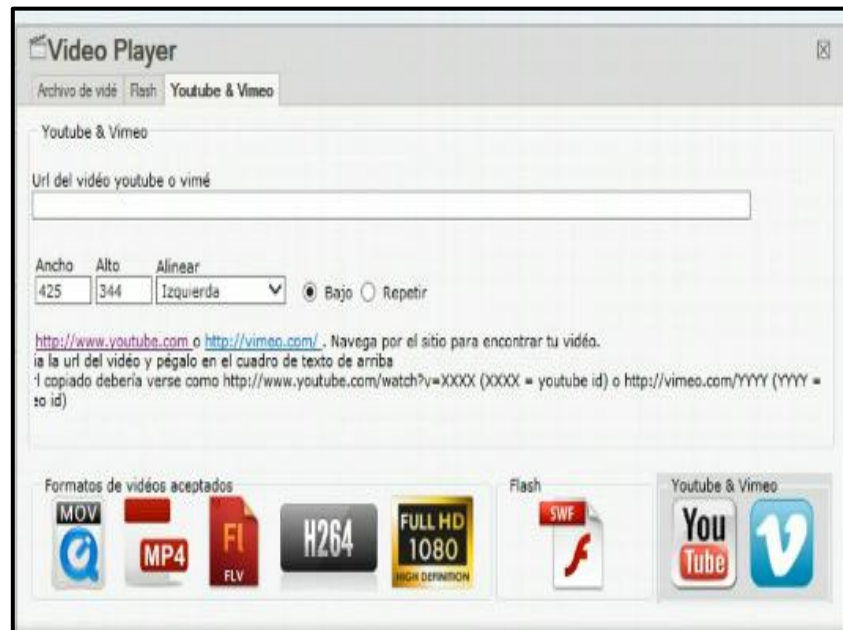 Video Player
Archivo de vidé Flash Youtube & Vimeo
Youtube & Vimeo
Url del vidéo youtube o vimé
Ancho Alto Alinear
425 344 Izquierda Bajo Repetir
http://www.youtube.com o http://vimeo.com/ . Navega por el sitio para encontrar tu vidéo.
ia la url del vidéo y pégalo en el cuadro de texto de arriba
l copiado debería verse como http://www.youtube.com/watch?v=XXXX (XXXX = youtube id) o http://vimeo.com/YYYY (YYYY =
eo id)
Formatos de vidéos aceptados Flash Youtube & Vimeo
MOV MP4 Fl FLV H264 FULL HD 1080 HIGH DEFINITION SWF You Tube